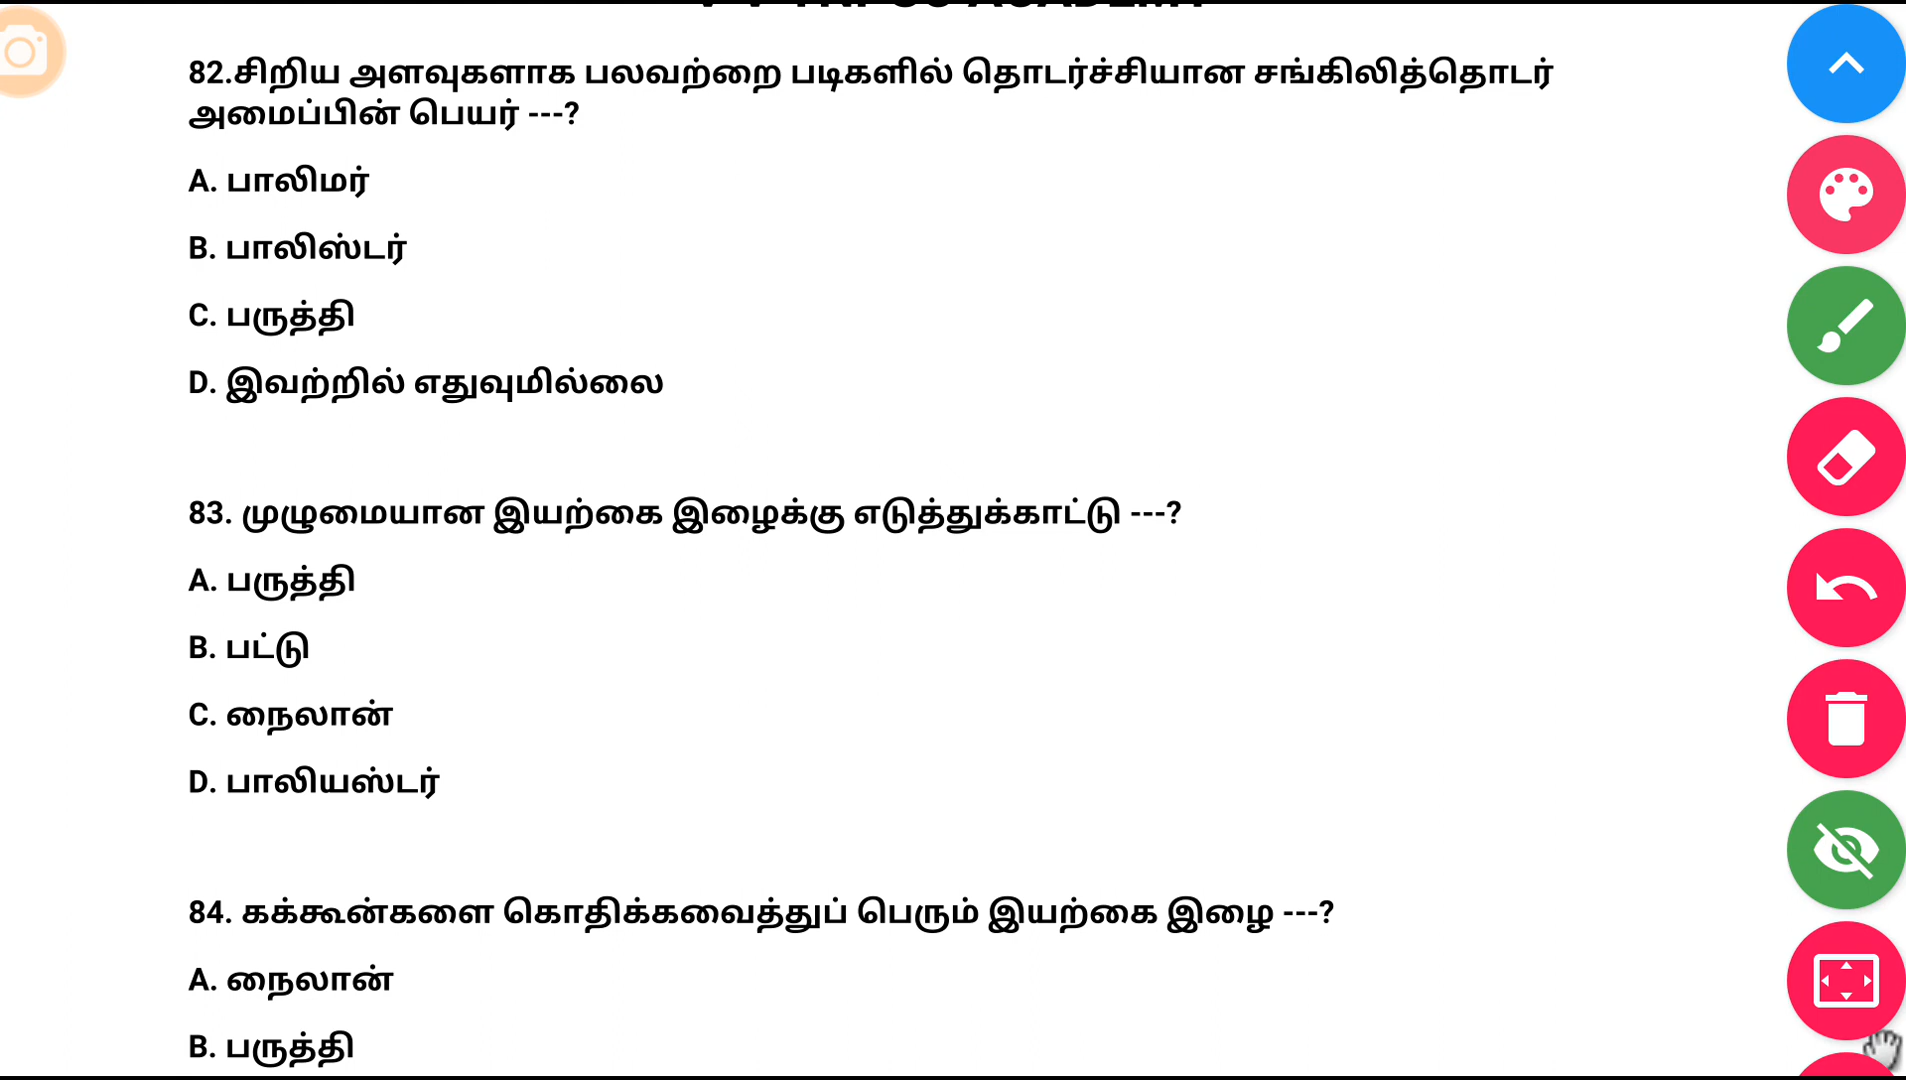 82.சிறிய அளவுகளாக பலவற்றை படிகளில் தொடர்ச்சியான சங்கிலித்தொடர்
அமைப்பின் பெயர் ---?
A. பாலிமர்
B. பாலிஸ்டர்
C. பருத்தி
D. இவற்றில் எதுவுமில்லை
83. முழுமையான இயற்கை இழைக்கு எடுத்துக்காட்டு ---?
A. பருத்தி
B. பட்டு
C. நைலான்
D. பாலியஸ்டர்
84. கக்கூன்களை கொதிக்கவைத்துப் பெரும் இயற்கை இழை ---?
A. நைலான்
B. பருத்தி